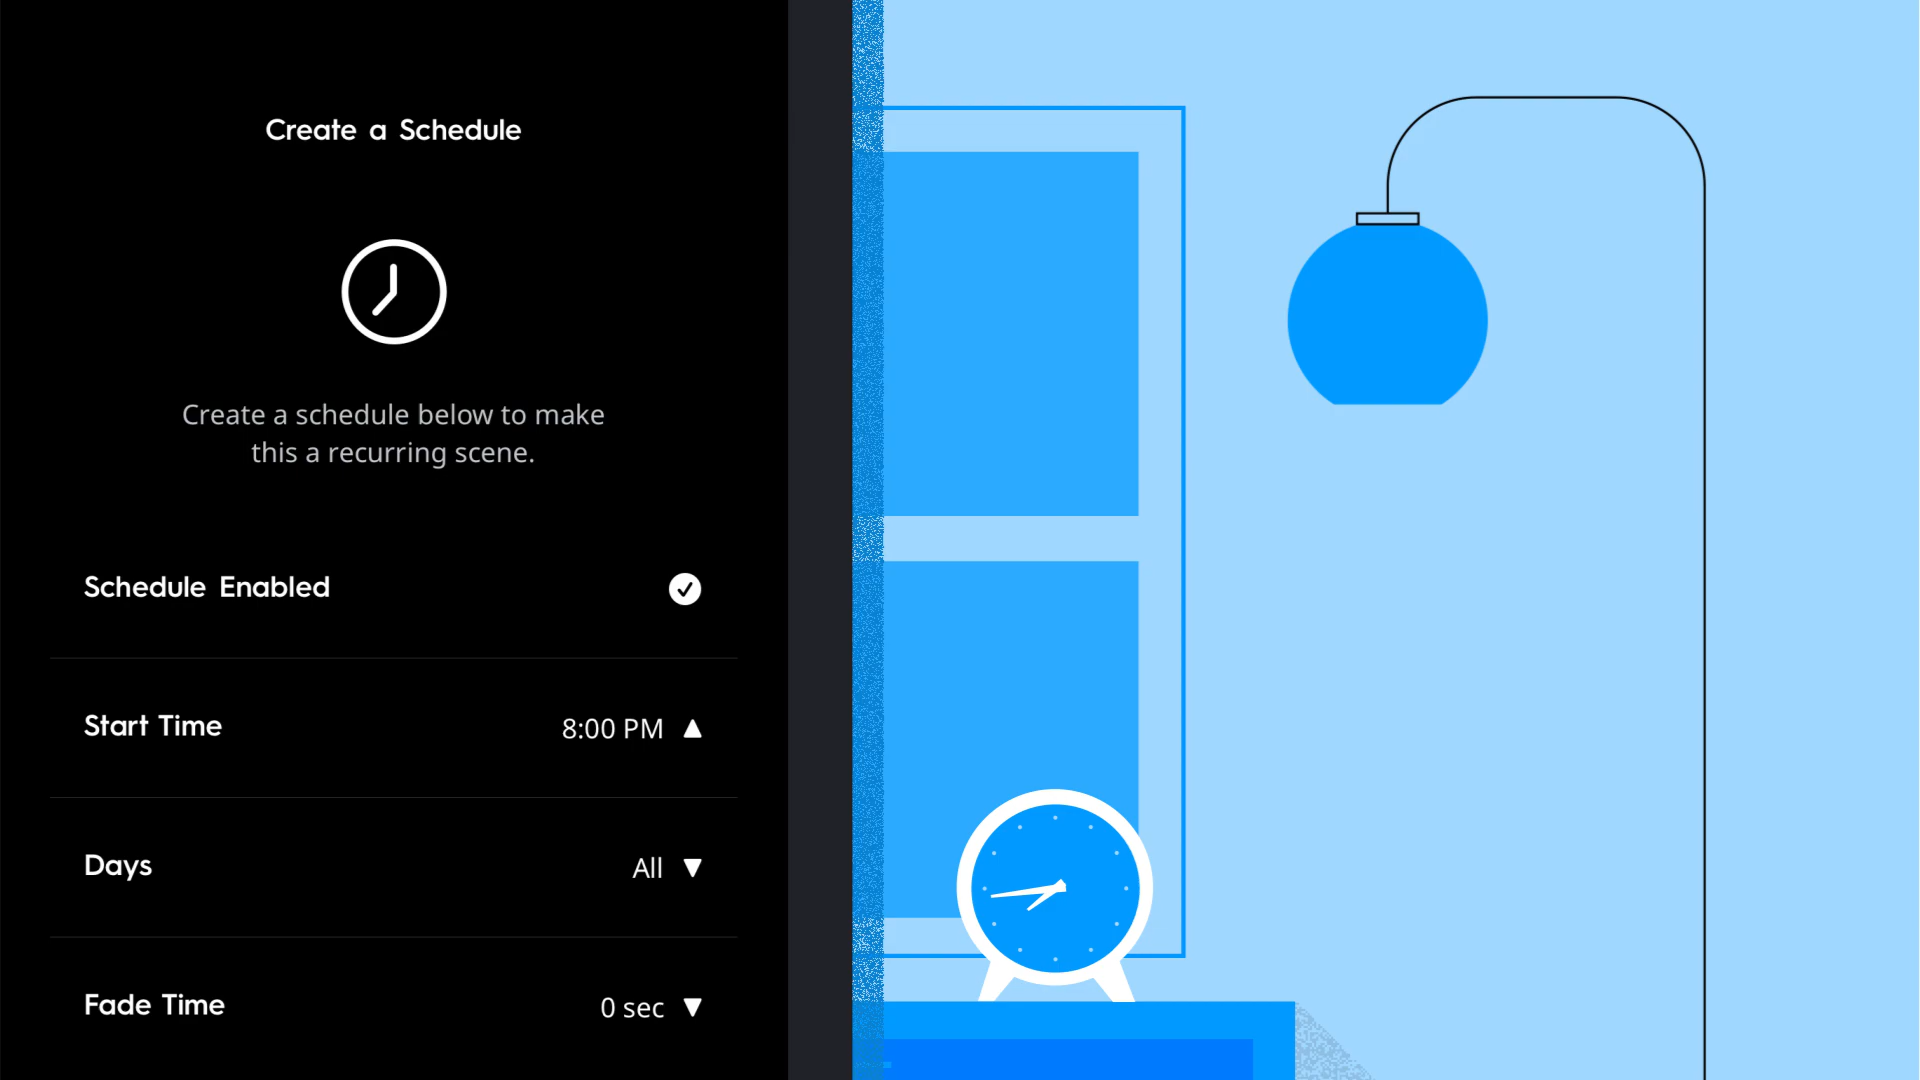 Create a Schedule
Create a schedule below to make
this a recurring scene.
Schedule Enabled
Start Time 8:00 PM
Days All
Fade Time 0 sec